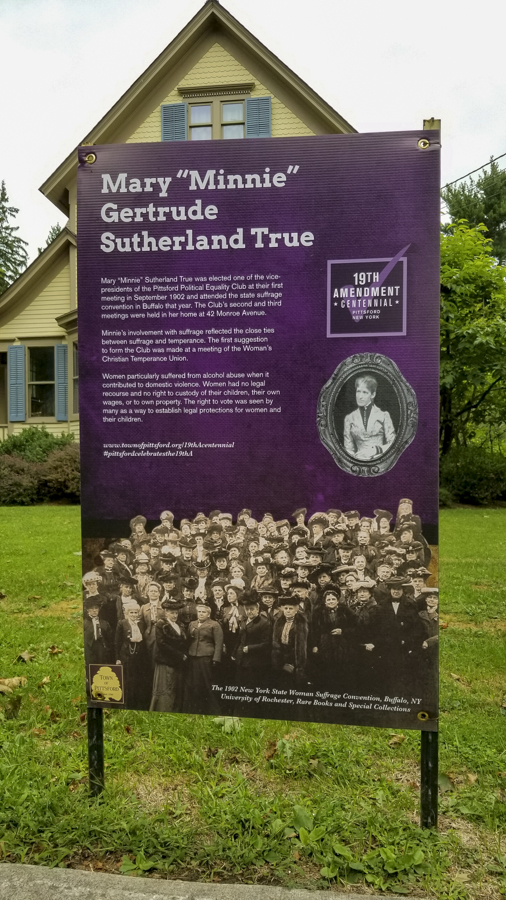 Mary “Minnie”
Gertrude
Sutherland True
Mary “Minnie” Sutherland True was elected one of the vice-
presidents of the Pittsford Political Equality Club at their first
meeting in September 1902 and attended the state suffrage
convention in Buffalo that year. The Club's second and third
meetings were held in her home at 42 Monroe Avenue.
Minnie's involvement with suffrage reflected the close ties
between suffrage and temperance. The first suggestion
to form the Club was made at a meeting of the Woman's
Christian Temperance Union.
Women particularly suffered from alcohol abuse when it
contributed to domestic violence. Women had no legal
recourse and no right to custody of their children, their own
wages, or to own property. The right to vote was seen by
many as a way to establish legal protections for women and
their children.
www.townofpittsford.org/19thAcentennial
#pittsfordcelebratesthe19thA
19TH
AMENDMENT
CENTENNIAL
PITTSFORD
NEW YORK
TOWN
OF
PITTSFORD
The 1902 New York State Woman Suffrage Convention, Buffalo, NY
University of Rochester, Rare Books and Special Collections